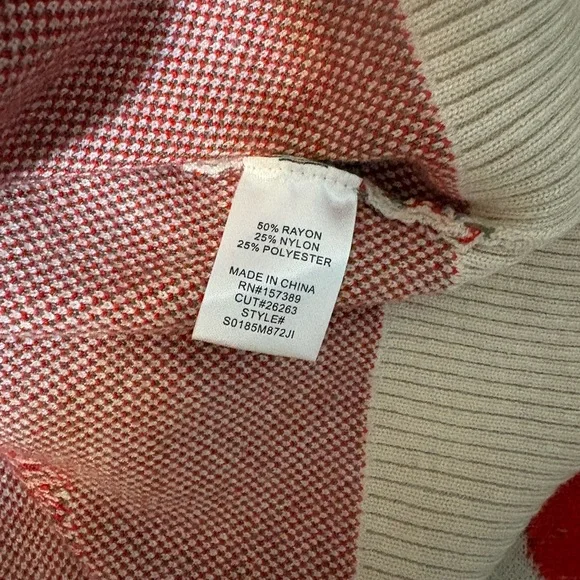 50% RAYON
25% NYLON
25% POLYESTER
MADE IN CHINA
RN#157389
CUT#26263
STYLE#
S0185M872JI